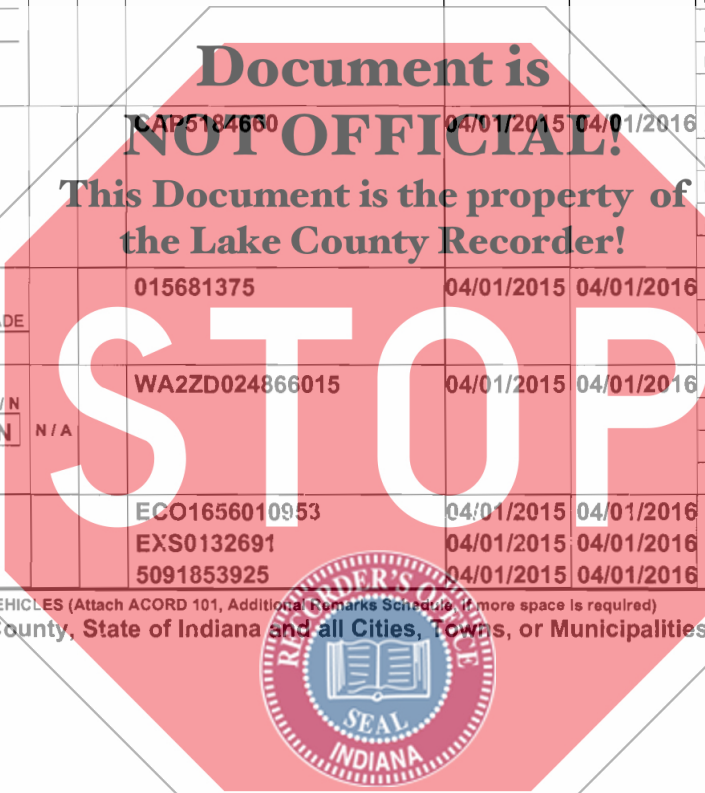 Document is
CAP5184660 04/01/2015 04/01/2016
NOT OFFICIAL!
This Document is the property of
the Lake County Recorder!
015681375 04/01/2015 04/01/2016
ADE
STOP
WA2ZD024866015 04/01/2015 04/01/2016
/ N
N N / A
ECO1656010953 04/01/2015 04/01/2016
EXS0132691 04/01/2015 04/01/2016
5091853925 04/01/2015 04/01/2016
EHICLES (Attach ACORD 101, Additional Remarks Schedule, if more space is required)
ounty, State of Indiana and all Cities, Towns, or Municipalities
RECORDER'S OFFICE
SEAL
INDIANA